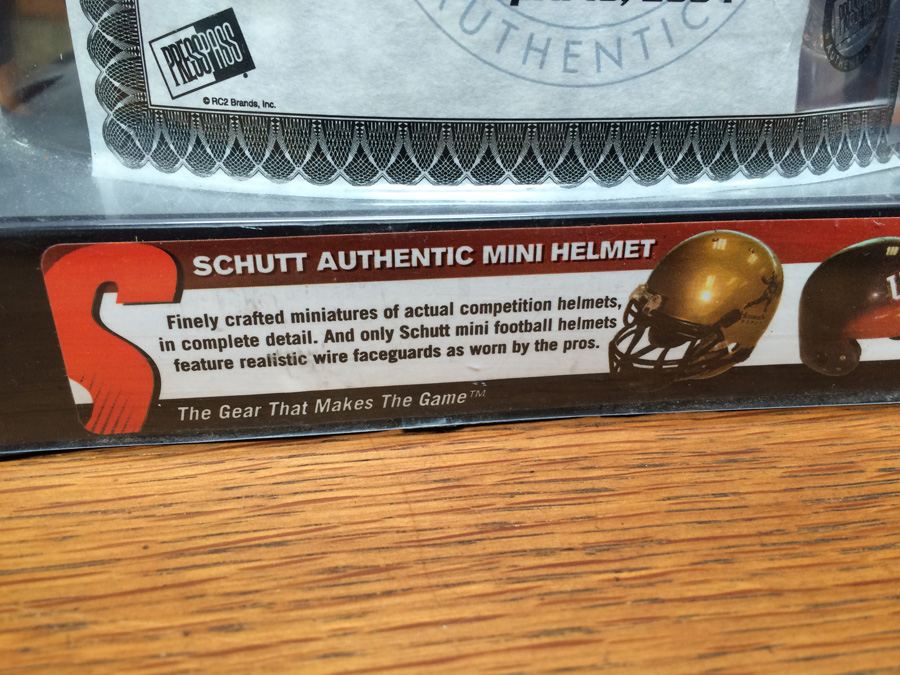 AUTHENTIC
PRESS PASS
© RC2 Brands, Inc.
SCHUTT AUTHENTIC MINI HELMET
Finely crafted miniatures of actual competition helmets,
in complete detail. And only Schutt mini football helmets
feature realistic wire faceguards as worn by the pros.
The Gear That Makes The Game™